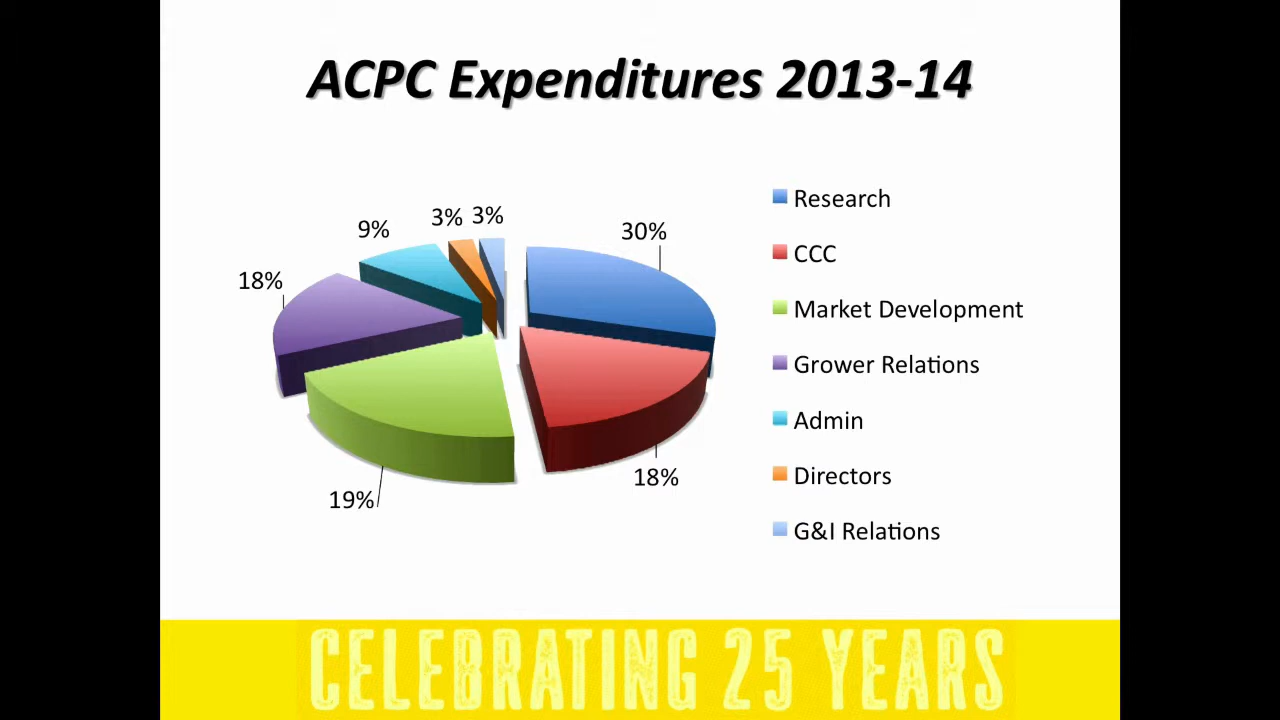 ACPC Expenditures 2013-14
3% 3%
9%
30%
18%
18%
19%
Research
CCC
Market Development
Grower Relations
Admin
Directors
G&I Relations
CELEBRATING 25 YEARS